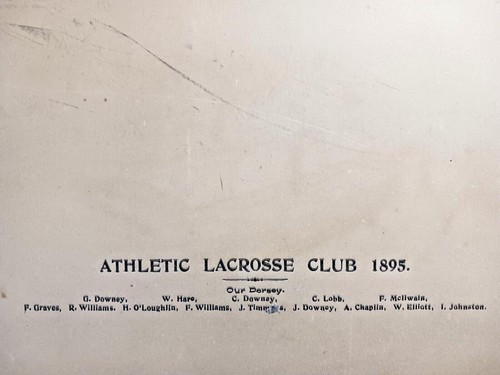 ATHLETIC LACROSSE CLUB 1895.
Our Dorsey.
G. Downey, W. Hare, C. Downey, C. Lobb, F. McIlwain,
F. Graves, R. Williams. H. O'Loughlin, F. Williams, J. J. Downey, A. Chaplin, W. Elliott, I. Johnston.